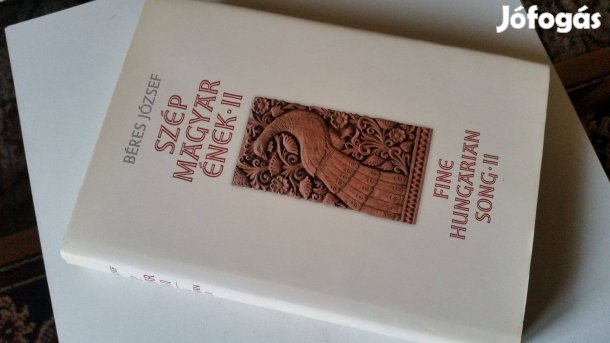 Jófogás
BÉRES JÓZSEF
SZÉP
MAGYAR
ÉNEK·II
FINE
HUNGARIAN
SONG·II